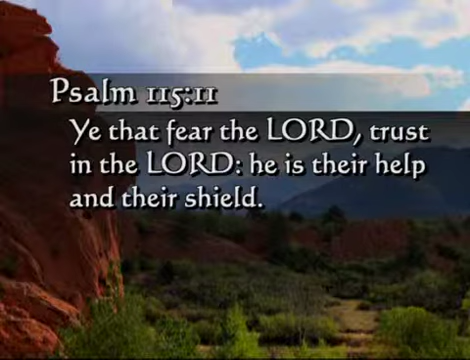 Psalm 115:11
Ye that fear the LORD, trust
in the LORD: he is their help
and their shield.